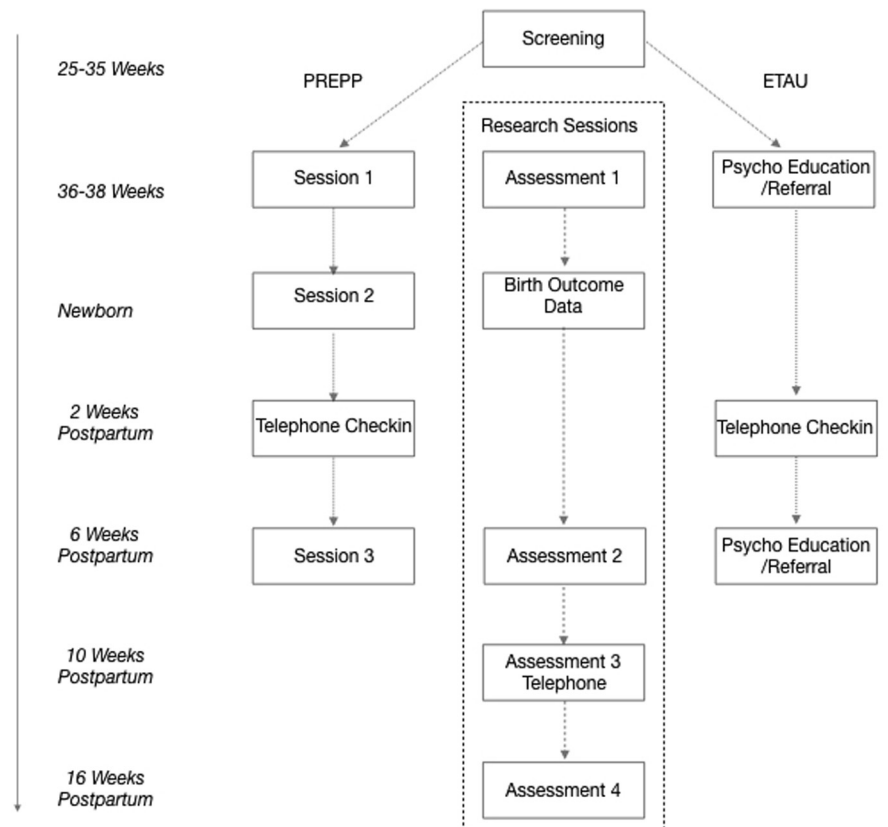 Screening
25-35 Weeks
PREPP
ETAU
Research Sessions
36-38 Weeks
Session 1
Assessment 1
Psycho Education
/Referral
Newborn
Session 2
Birth Outcome
Data
2 Weeks
Postpartum
Telephone Checkin
Telephone Checkin
6 Weeks
Postpartum
Session 3
Assessment 2
Psycho Education
/Referral
10 Weeks
Postpartum
Assessment 3
Telephone
16 Weeks
Postpartum
Assessment 4